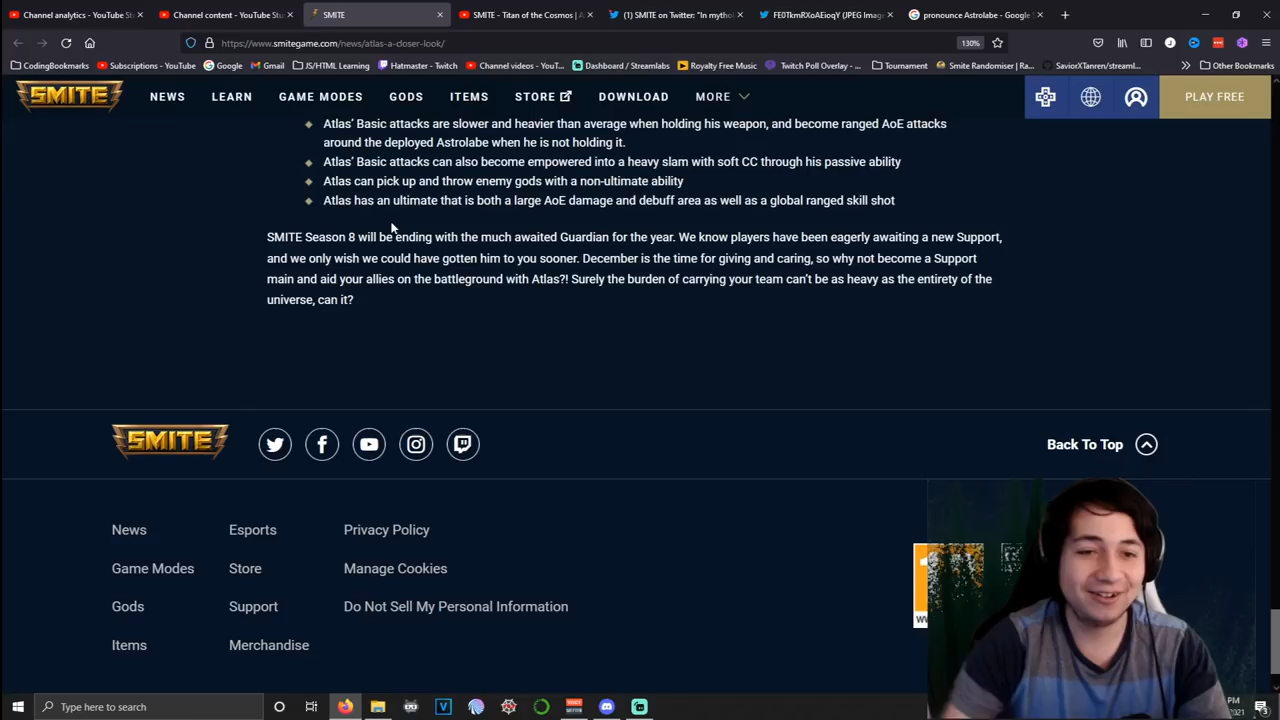 Channel analytics - YouTube Stu
Channel content - YouTube Stu
SMITE
SMITE - Titan of the Cosmos | A
(1) SMITE on Twitter: "In mytho
FE0TkmRXoAEioqY (JPEG Imag
pronounce Astrolabe - Google S
https://www.smitegame.com/news/atlas-a-closer-look/
130%
CodingBookmarks
Subscriptions - YouTube
Google
Gmail
JS/HTML Learning
Hatmaster - Twitch
Channel videos - YouT...
Dashboard / Streamlabs
Royalty Free Music
Twitch Poll Overlay - ...
Tournament
Smite Randomiser | Ra...
SaviorXTanren/streaml...
Other Bookmarks
SMITE
NEWS
LEARN
GAME MODES
GODS
ITEMS
STORE
DOWNLOAD
MORE
PLAY FREE
Atlas' Basic attacks are slower and heavier than average when holding his weapon, and become ranged AoE attacks
around the deployed Astrolabe when he is not holding it.
Atlas' Basic attacks can also become empowered into a heavy slam with soft CC through his passive ability
Atlas can pick up and throw enemy gods with a non-ultimate ability
Atlas has an ultimate that is both a large AoE damage and debuff area as well as a global ranged skill shot
SMITE Season 8 will be ending with the much awaited Guardian for the year. We know players have been eagerly awaiting a new Support,
and we only wish we could have gotten him to you sooner. December is the time for giving and caring, so why not become a Support
main and aid your allies on the battleground with Atlas?! Surely the burden of carrying your team can't be as heavy as the entirety of the
universe, can it?
SMITE
Back To Top
News
Esports
Privacy Policy
Game Modes
Store
Manage Cookies
Gods
Support
Do Not Sell My Personal Information
Items
Merchandise
Type here to search